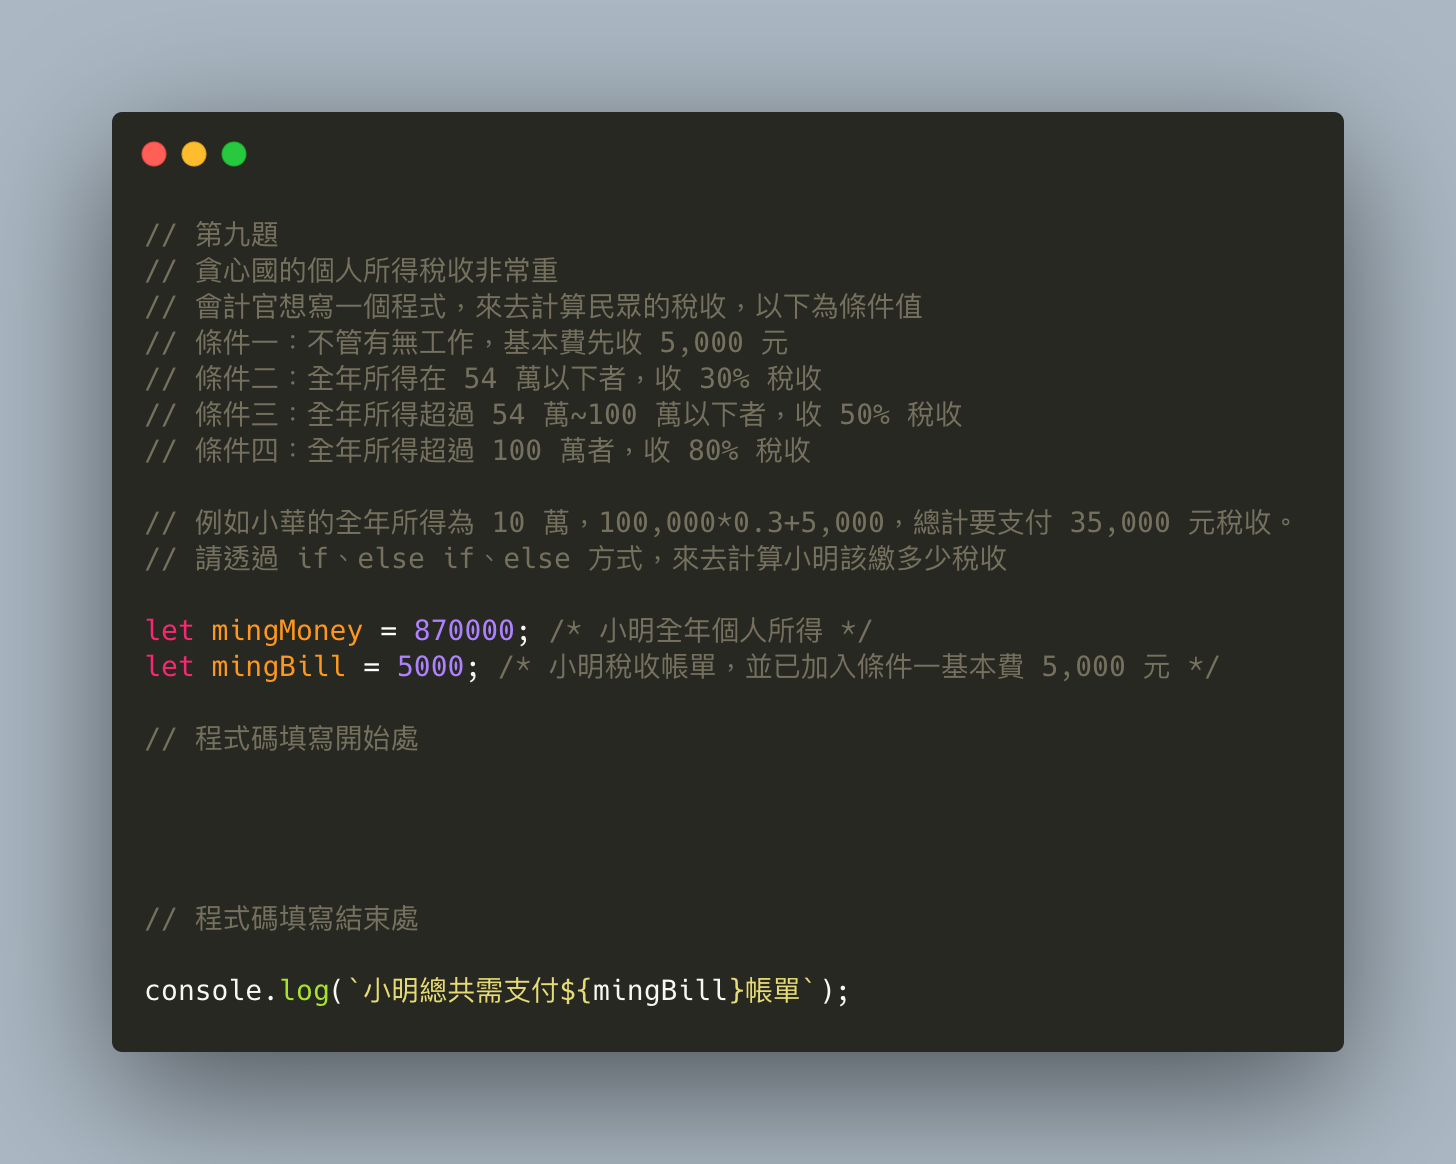 // 第九題
// 貪心國的個人所得稅收非常重
// 會計官想寫一個程式，來去計算民眾的稅收，以下為條件值
// 條件一：不管有無工作，基本費先收 5,000 元
// 條件二：全年所得在 54 萬以下者，收 30% 稅收
// 條件三：全年所得超過 54 萬~100 萬以下者，收 50% 稅收
// 條件四：全年所得超過 100 萬者，收 80% 稅收
// 例如小華的全年所得為 10 萬，100,000*0.3+5,000，總計要支付 35,000 元稅收。
// 請透過 if、else if、else 方式，來去計算小明該繳多少稅收
let mingMoney = 870000; /* 小明全年個人所得 */
let mingBill = 5000; /* 小明稅收帳單，並已加入條件一基本費 5,000 元 */
// 程式碼填寫開始處
// 程式碼填寫結束處
console.log(`小明總共需支付${mingBill}帳單`);